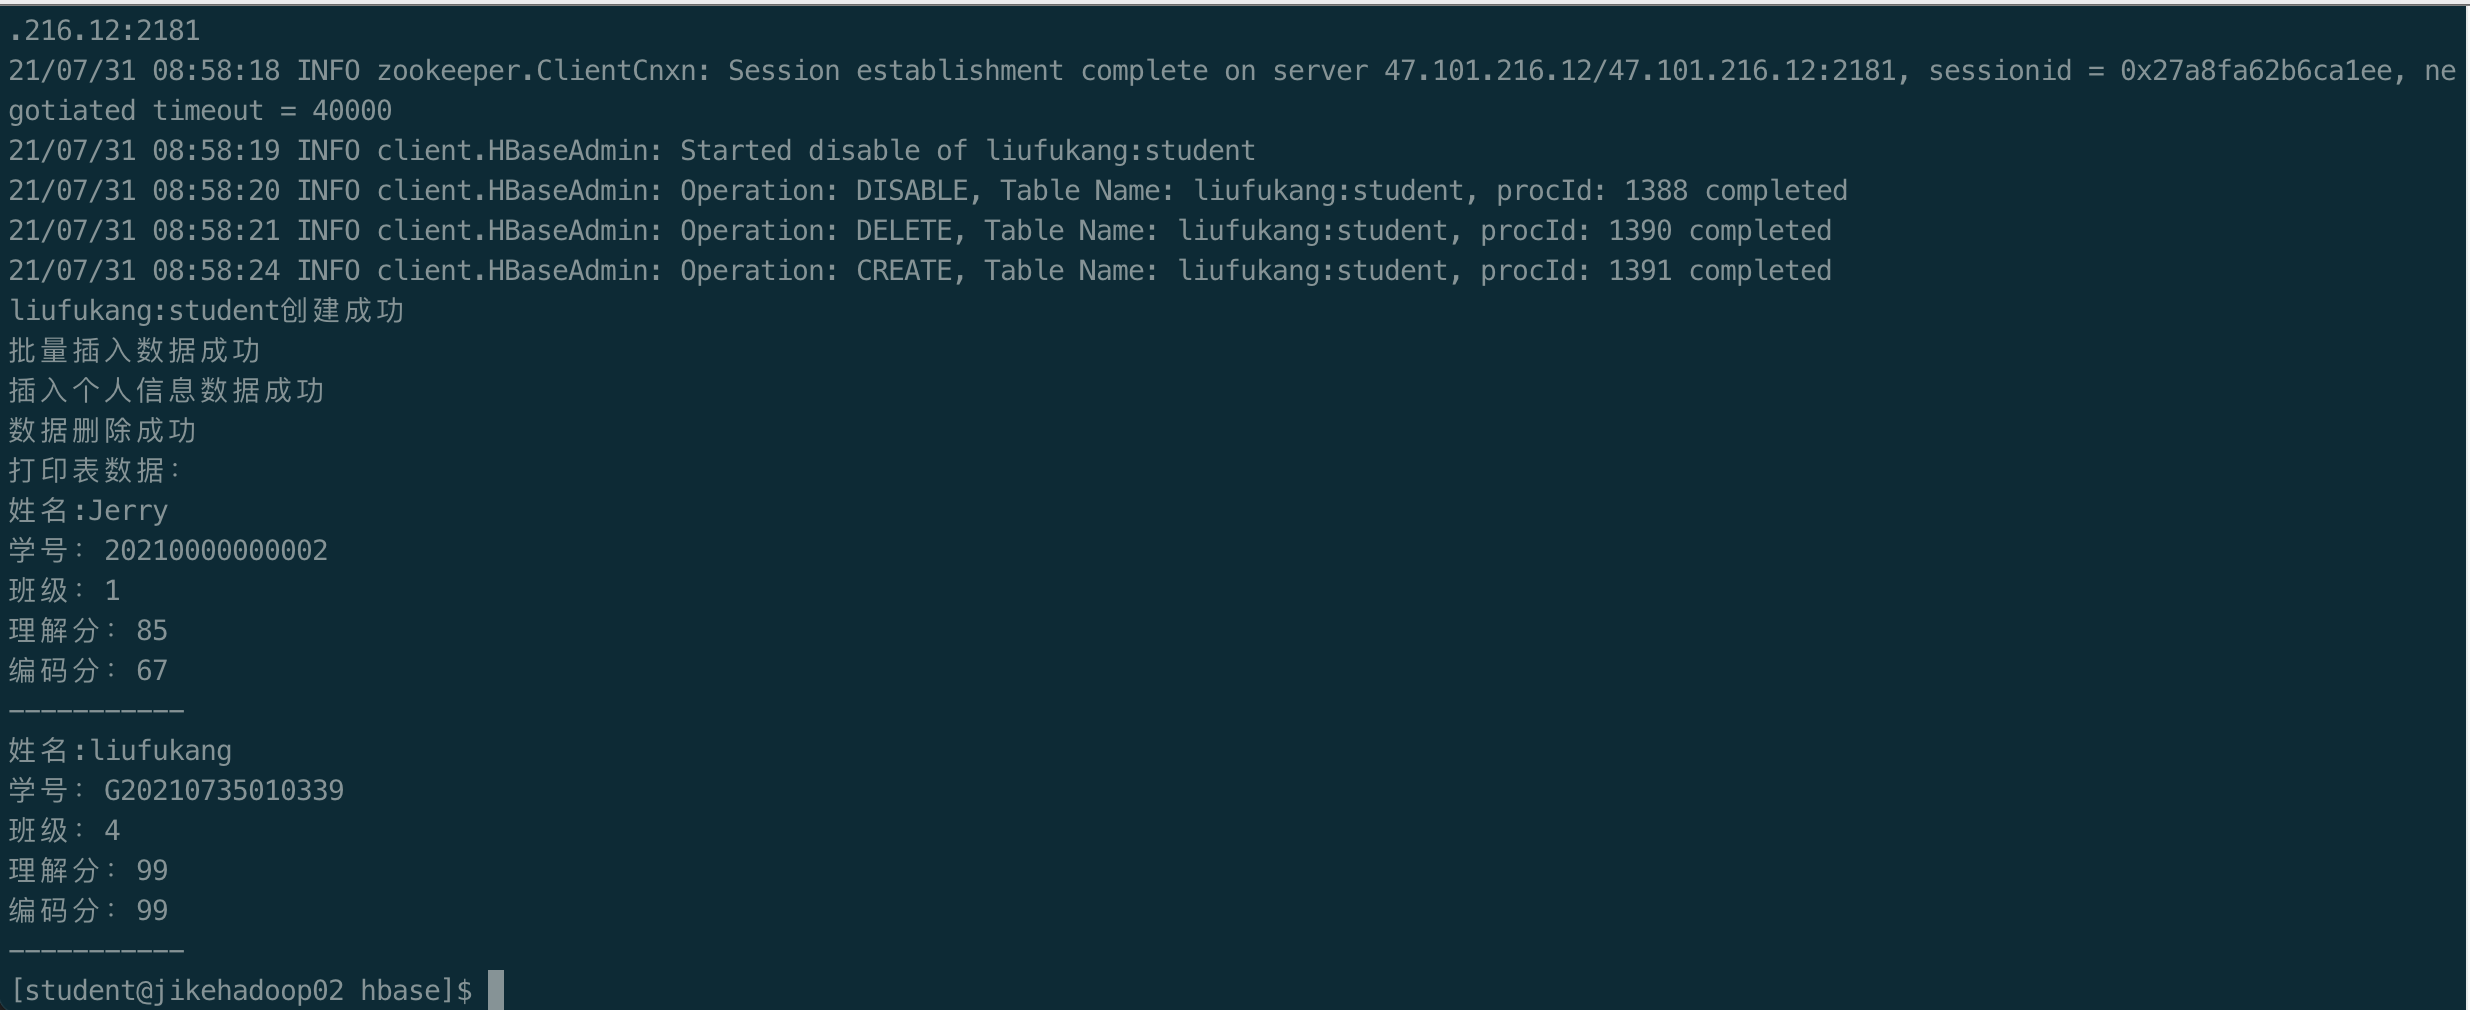 .216.12:2181
21/07/31 08:58:18 INFO zookeeper.ClientCnxn: Session establishment complete on server 47.101.216.12/47.101.216.12:2181, sessionid = 0x27a8fa62b6ca1ee, ne
gotiated timeout = 40000
21/07/31 08:58:19 INFO client.HBaseAdmin: Started disable of liufukang:student
21/07/31 08:58:20 INFO client.HBaseAdmin: Operation: DISABLE, Table Name: liufukang:student, procId: 1388 completed
21/07/31 08:58:21 INFO client.HBaseAdmin: Operation: DELETE, Table Name: liufukang:student, procId: 1390 completed
21/07/31 08:58:24 INFO client.HBaseAdmin: Operation: CREATE, Table Name: liufukang:student, procId: 1391 completed
liufukang:student创建成功
批量插入数据成功
插入个人信息数据成功
数据删除成功
打印表数据：
姓名:Jerry
学号：20210000000002
班级：1
理解分：85
编码分：67
-----------
姓名:liufukang
学号：G20210735010339
班级：4
理解分：99
编码分：99
-----------
[student@jikehadoop02 hbase]$